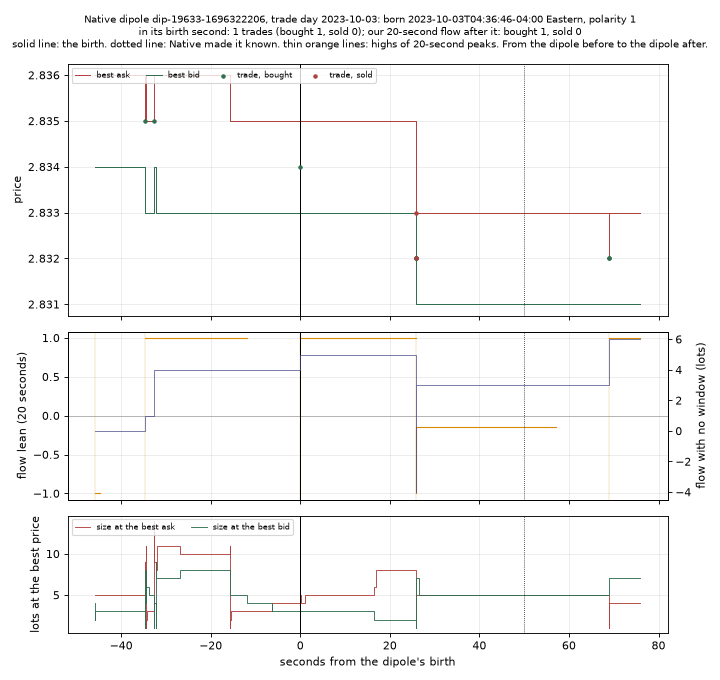 Native dipole dip-19633-1696322206, trade day 2023-10-03: born 2023-10-03T04:36:46-04:00 Eastern, polarity 1
in its birth second: 1 trades (bought 1, sold 0); our 20-second flow after it: bought 1, sold 0
solid line: the birth. dotted line: Native made it known. thin orange lines: highs of 20-second peaks. From the dipole before to the dipole after.
best ask best bid trade, bought trade, sold
2.836
2.835
2.834
2.833
2.832
2.831
price
1.0
0.5
0.0
−0.5
−1.0
flow lean (20 seconds)
6
4
2
0
−2
−4
flow with no window (lots)
size at the best ask size at the best bid
10
5
lots at the best price
−40 −20 0 20 40 60 80
seconds from the dipole's birth